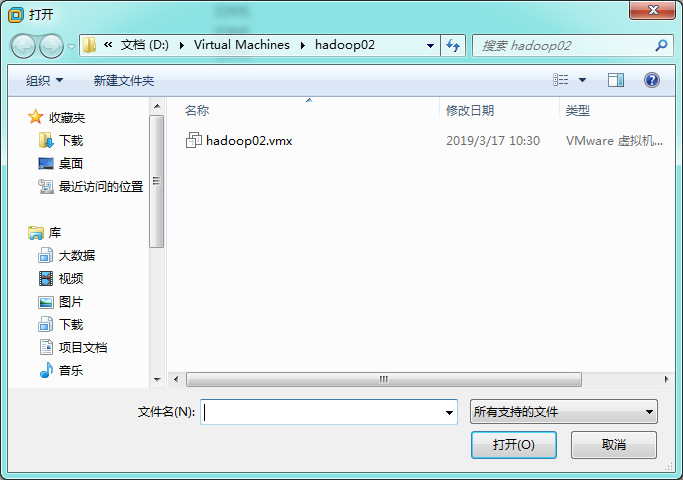 打开
« 文档 (D:) Virtual Machines hadoop02
搜索 hadoop02
组织 新建文件夹
名称 修改日期 类型
hadoop02.vmx 2019/3/17 10:30 VMware 虚拟机...
收藏夹
下载
桌面
最近访问的位置
库
大数据
视频
图片
下载
项目文档
音乐
文件名(N):
所有支持的文件
打开(O) 取消